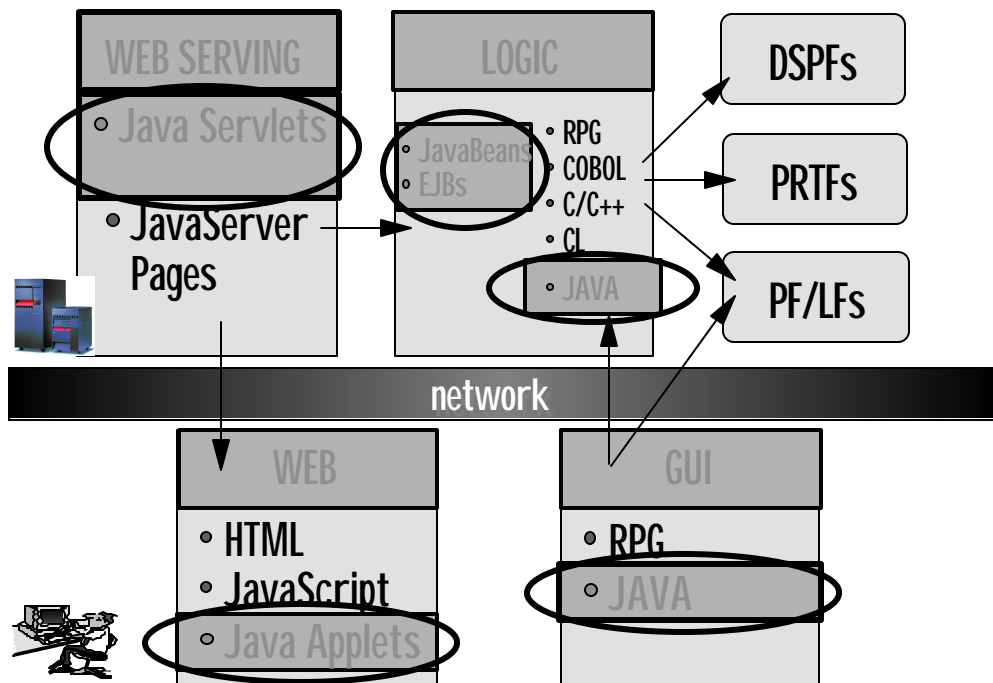 WEB SERVING
Java Servlets
JavaServer
Pages
LOGIC
JavaBeans
EJBs
RPG
COBOL
C/C++
CL
JAVA
DSPFs
PRTFs
PF/LFs
network
WEB
HTML
JavaScript
Java Applets
GUI
RPG
JAVA